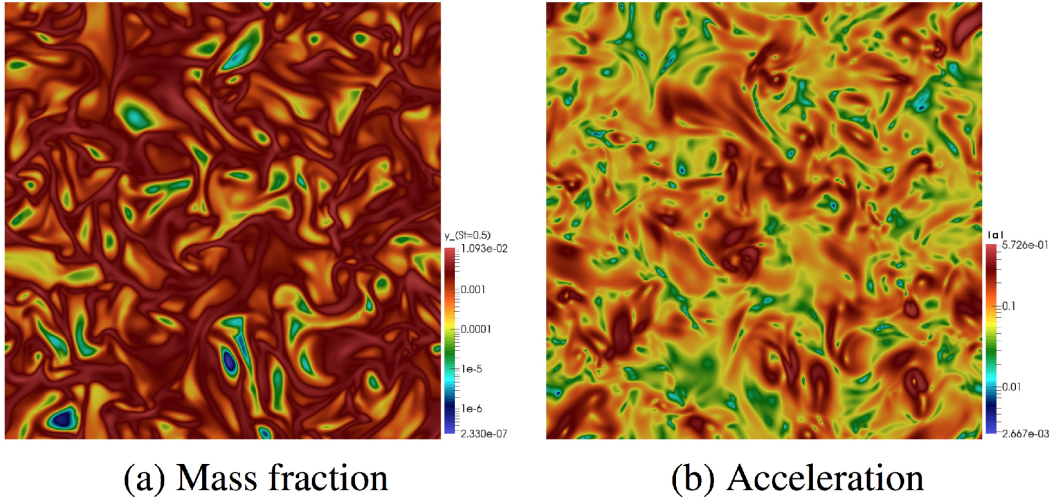 y_(St=0.5)
1.093e-02
0.001
0.0001
1e-5
1e-6
2.330e-07
|a|
5.726e-01
0.1
0.01
2.667e-03
(a) Mass fraction
(b) Acceleration